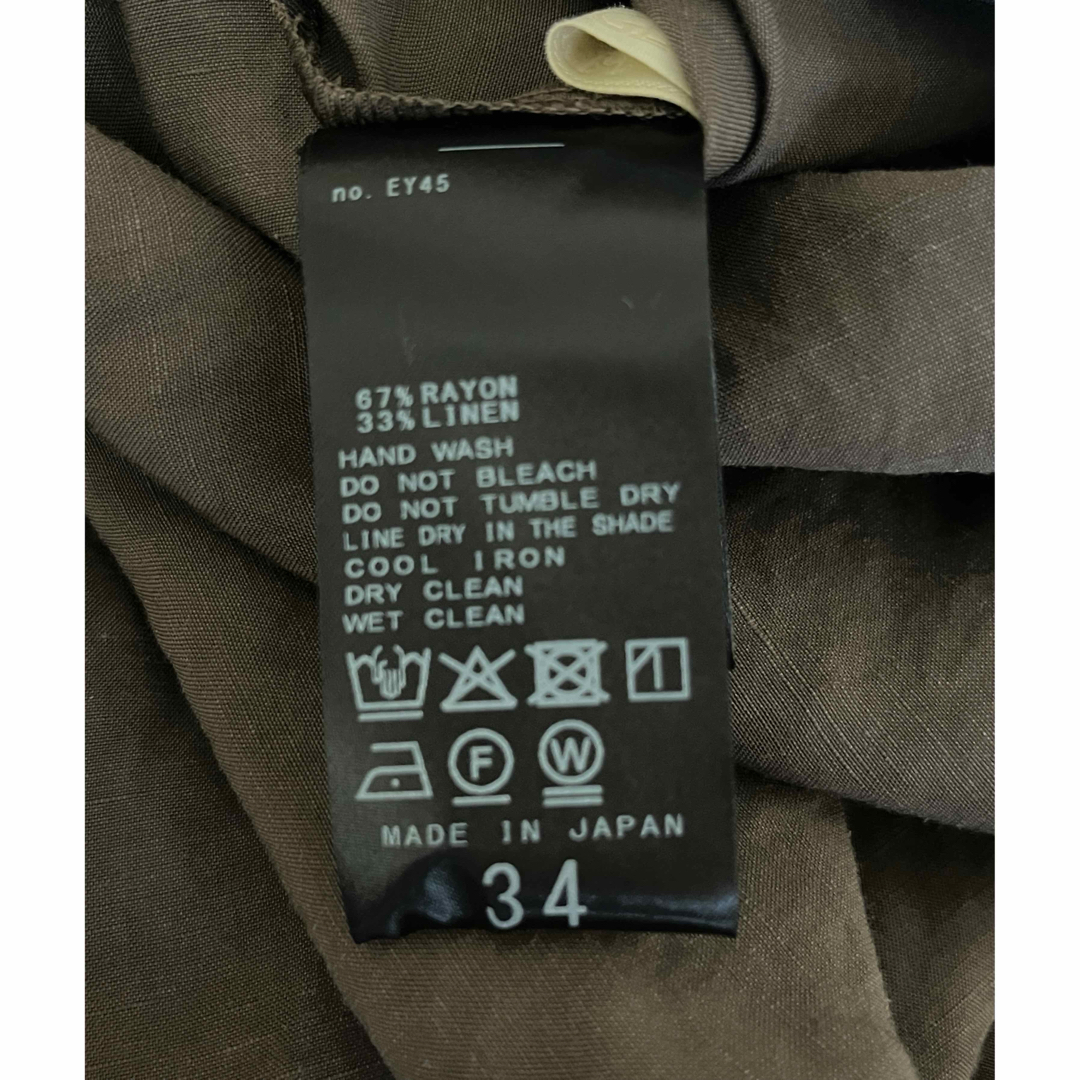 no. EY45
67% RAYON
33% LINEN
HAND WASH
DO NOT BLEACH
DO NOT TUMBLE DRY
LINE DRY IN THE SHADE
COOL IRON
DRY CLEAN
WET CLEAN
F W
MADE IN JAPAN
34